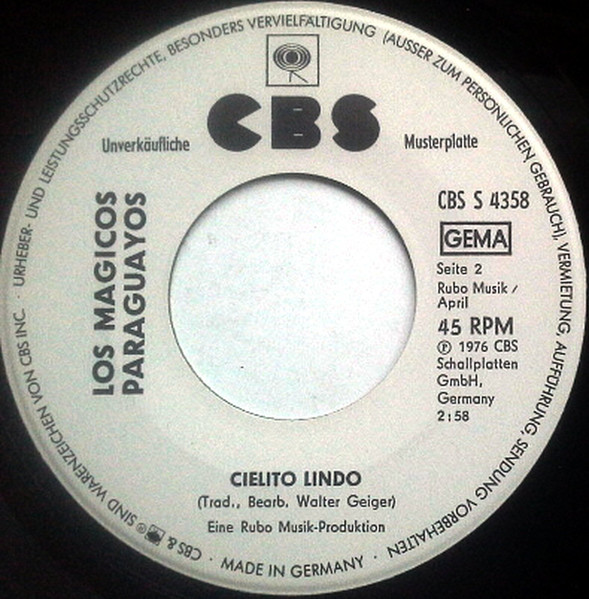 URHEBER- UND LEISTUNGSSCHUTZRECHTE, BESONDERS VERVIELFÄLTIGUNG (AUSSER ZUM PERSÖNLICHEN GEBRAUCH), VERMIETUNG, AUFFÜHRUNG, SENDUNG VORBEHALTEN
CBS
Unverkäufliche
Musterplatte
LOS MAGICOS
PARAGUAYOS
CBS S 4358
GEMA
Seite 2
Rubo Musik /
April
45 RPM
℗ 1976 CBS
Schallplatten
GmbH,
Germany
2:58
CIELITO LINDO
(Trad., Bearb. Walter Geiger)
Eine Rubo Musik-Produktion
· MADE IN GERMANY ·
CBS & ® SIND WARENZEICHEN VON CBS INC. ·